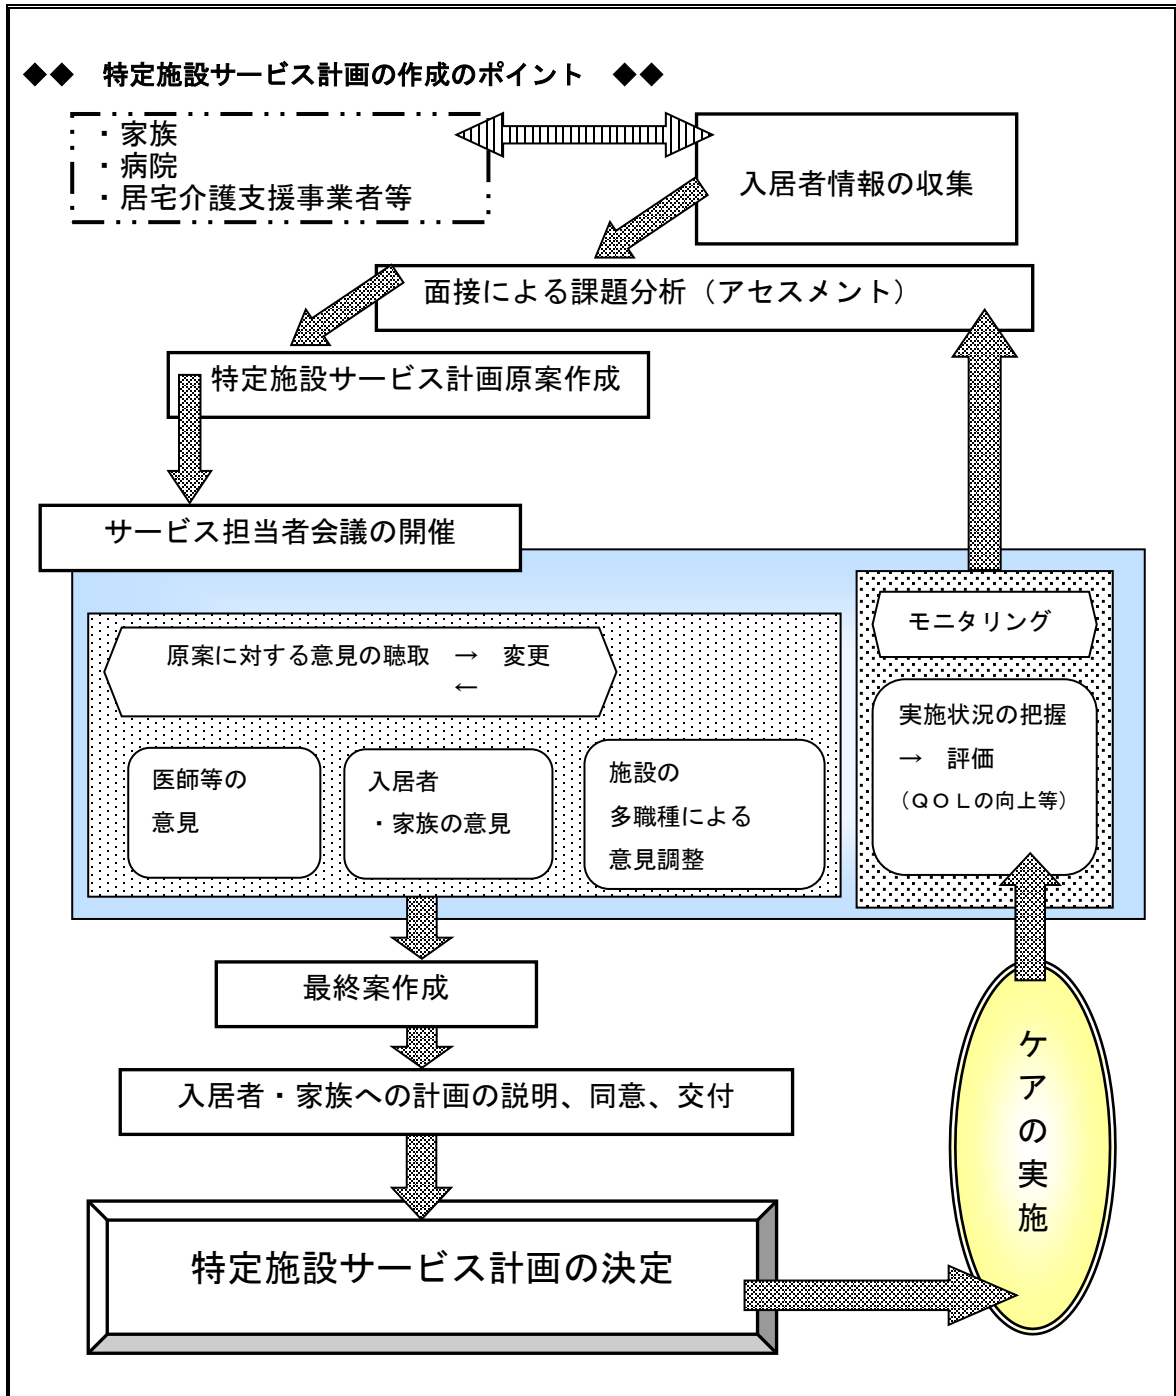 ◆◆　特定施設サービス計画の作成のポイント　◆◆
・家族
・病院
・居宅介護支援事業者等
入居者情報の収集
面接による課題分析（アセスメント）
特定施設サービス計画原案作成
サービス担当者会議の開催
原案に対する意見の聴取　→　変更
←
医師等の
意見
入居者
・家族の意見
施設の
多職種による
意見調整
モニタリング
実施状況の把握
→　評価
（ＱＯＬの向上等）
最終案作成
入居者・家族への計画の説明、同意、交付
特定施設サービス計画の決定
ケアの実施